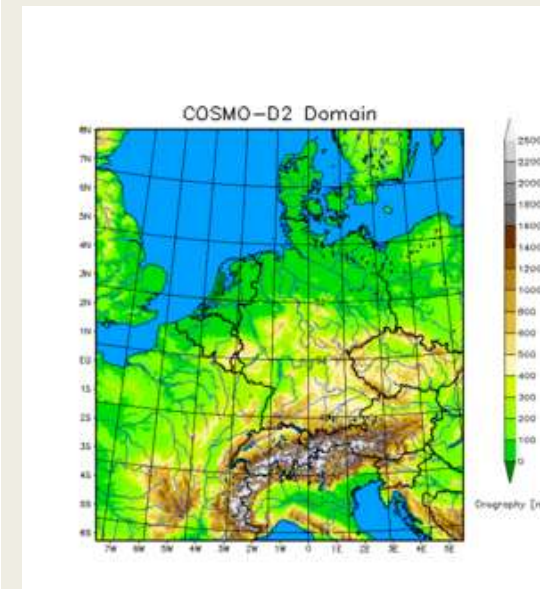 COSMO-D2 Domain
8N
7N
6N
5N
4N
3N
2N
1N
EQ
1S
2S
3S
4S
5S
6S
7W 6W 5W 4W 3W 2W 1W 0 1E 2E 3E 4E 5E
2500
2200
2000
1800
1600
1400
1200
1000
800
600
500
400
300
200
100
0
Orography [m